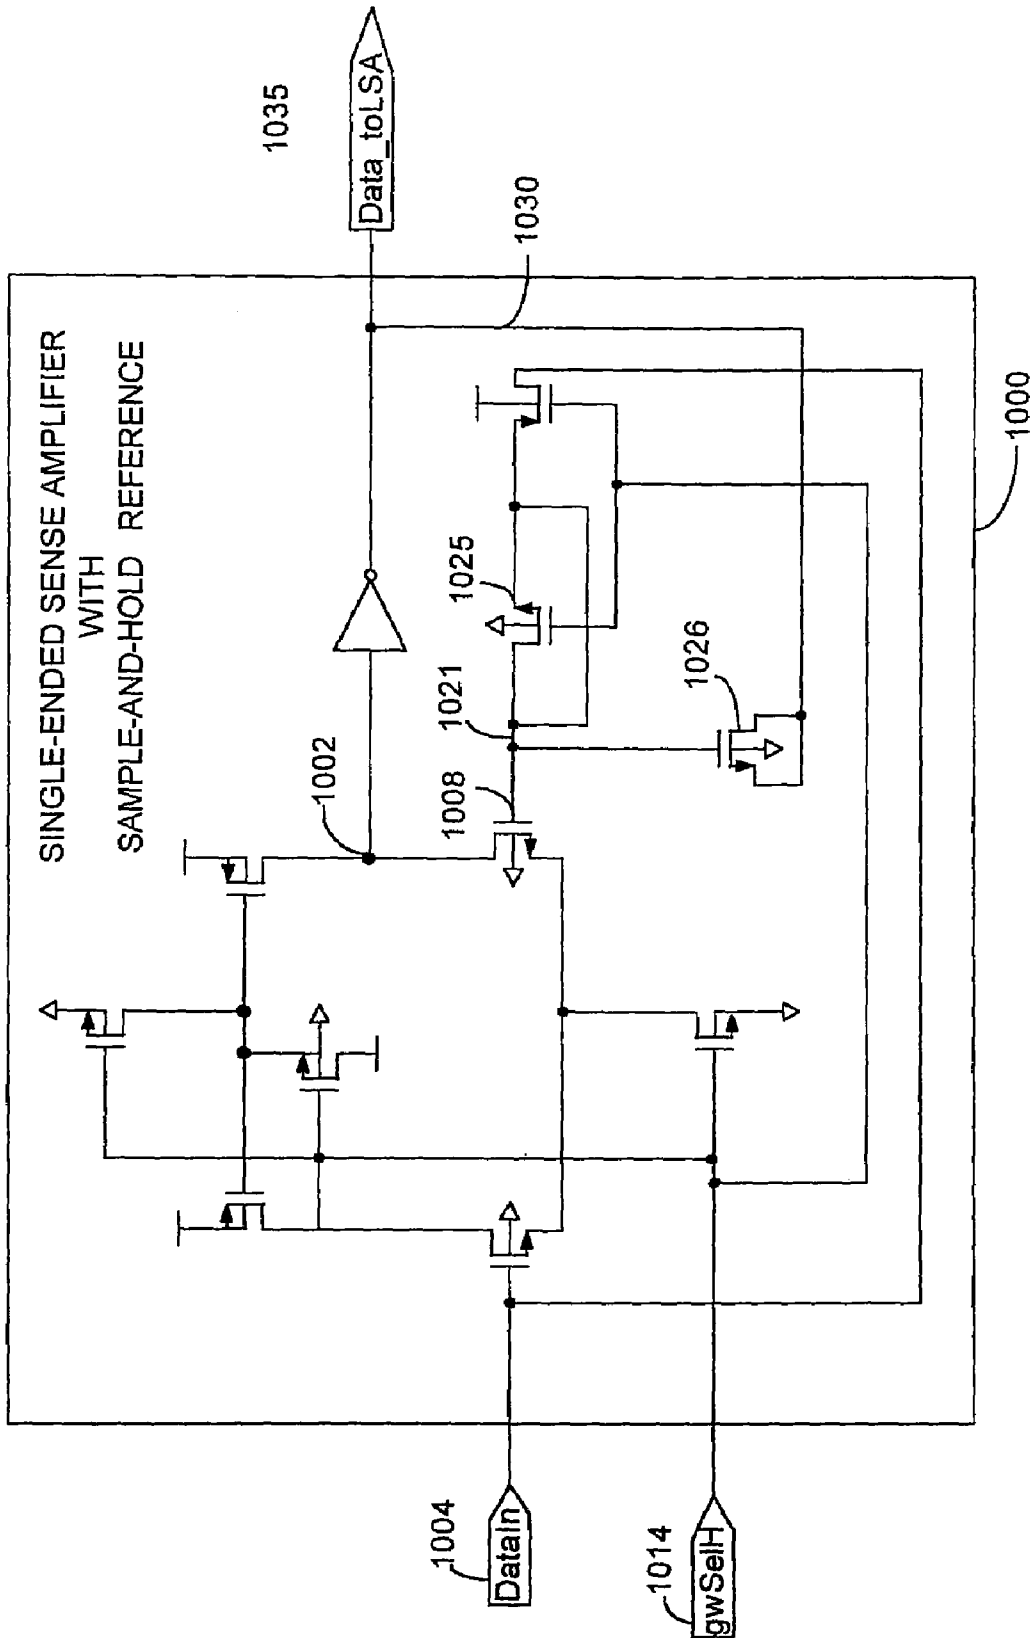 SINGLE-ENDED SENSE AMPLIFIER
WITH
SAMPLE-AND-HOLD REFERENCE
1002
1035
Data_toLSA
1030
1008
1021
1025
1026
1004
DataIn
1014
gwSelH
1000